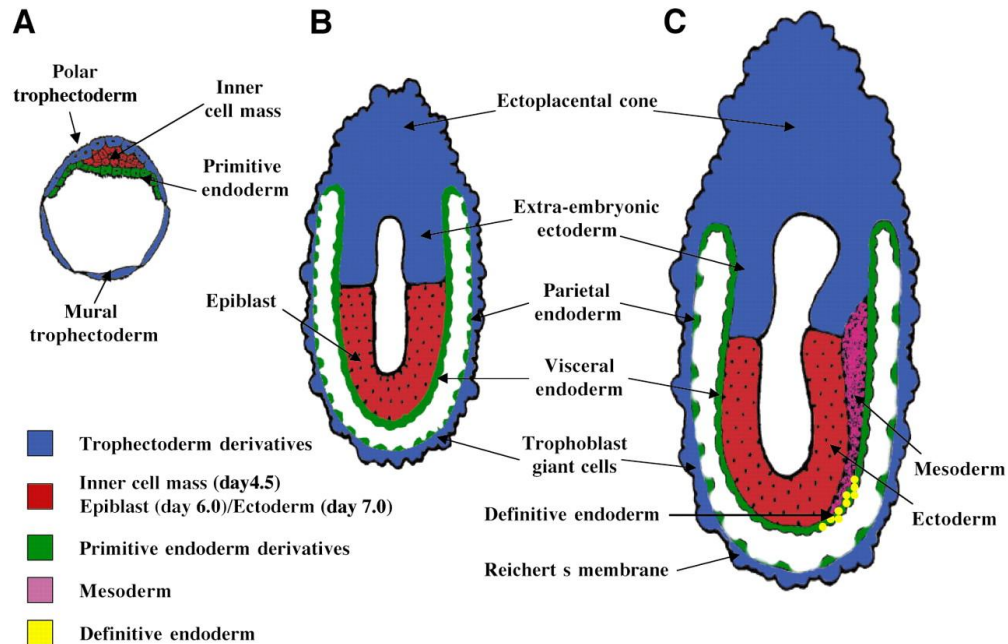 A
B
C
Polar
trophectoderm
Inner
cell mass
Primitive
endoderm
Mural
trophectoderm
Ectoplacental cone
Extra-embryonic
ectoderm
Epiblast
Parietal
endoderm
Visceral
endoderm
Trophoblast
giant cells
Mesoderm
Definitive endoderm
Ectoderm
Reichert s membrane
Trophectoderm derivatives
Inner cell mass (day4.5)
Epiblast (day 6.0)/Ectoderm (day 7.0)
Primitive endoderm derivatives
Mesoderm
Definitive endoderm